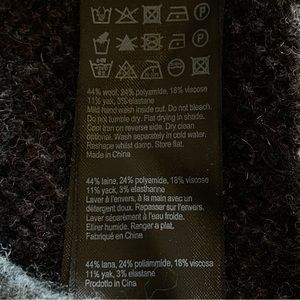 44% wool, 24% polyamide, 18% viscose
11% yack, 3% elastane
Mild hand wash inside out. Do not bleach.
Do not tumble dry. Flat drying in shade.
Cool iron on reverse side. Dry clean
optional. Wash separately in cold water.
Reshape whilst damp. Store flat.
Made in China
44% laine, 24% polyamide, 18% viscose
11% yack, 3% elasthanne
Laver à l'envers, à la main avec un
détergent doux. Repasser sur l'envers.
Laver séparément à l'eau froide.
Etirer humide. Ranger a plat.
Fabriqué en Chine
44% lana, 24% poliammide, 18% viscosa
11% yack, 3% elastane
Prodotto in Cina